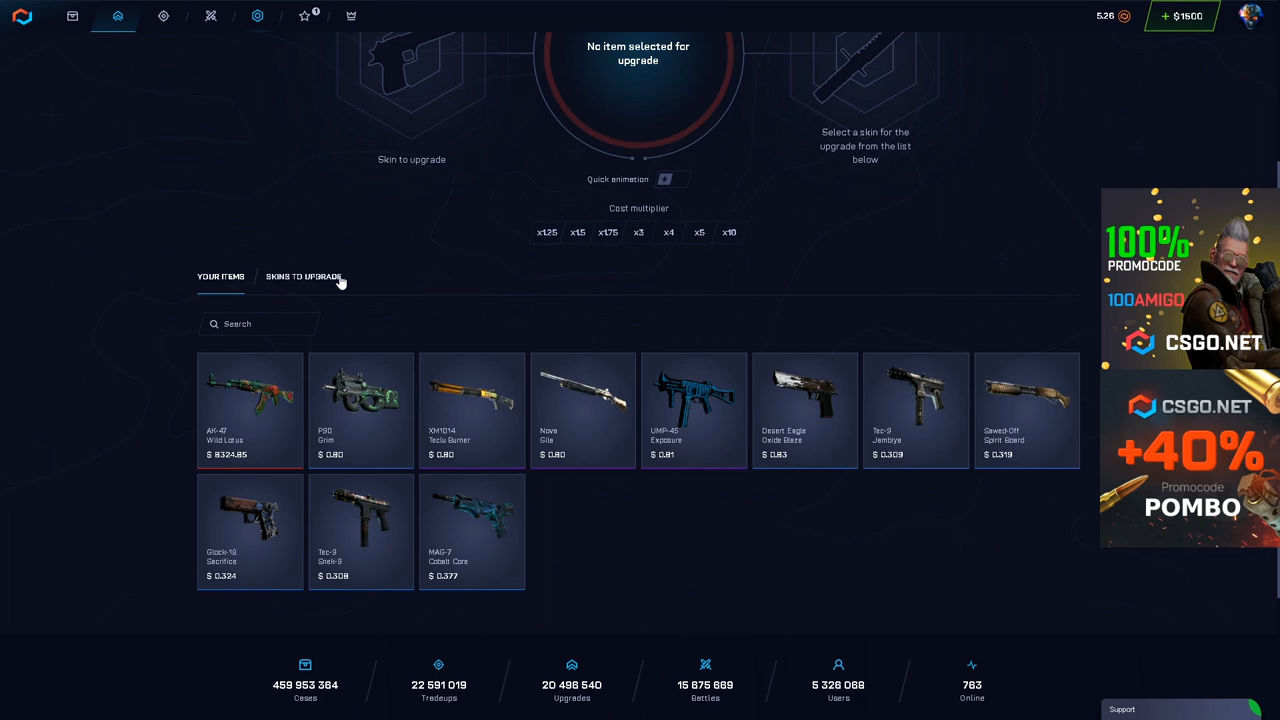 1
5.26
+ $1500
No item selected for
upgrade
Skin to upgrade
Select a skin for the
upgrade from the list
below
Quick animation
Cost multiplier
x1.25 x1.5 x1.75 x3 x4 x5 x10
YOUR ITEMS SKINS TO UPGRADE
Search
AK-47
Wild Lotus
$ 8324.85
P90
Grim
$ 0.80
XM1014
Teclu Burner
$ 0.80
Nova
Gila
$ 0.80
UMP-45
Exposure
$ 0.81
Desert Eagle
Oxide Blaze
$ 0.83
Tec-9
Jambiya
$ 0.309
Sawed-Off
Spirit Board
$ 0.319
Glock-18
Sacrifice
$ 0.324
Tec-9
Snek-9
$ 0.308
MAG-7
Cobalt Core
$ 0.377
100%
PROMOCODE
100AMIGO
CSGO.NET
CSGO.NET
+40%
Promocode
POMBO
459 953 364
Cases
22 591 019
Tradeups
20 496 540
Upgrades
15 675 669
Battles
5 326 068
Users
763
Online
Support